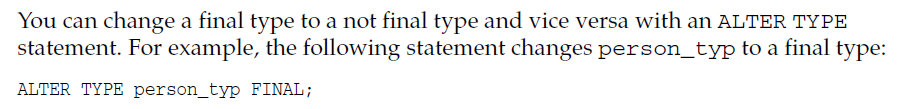 You can change a final type to a not final type and vice versa with an ALTER TYPE
statement. For example, the following statement changes person_typ to a final type:
ALTER TYPE person_typ FINAL;